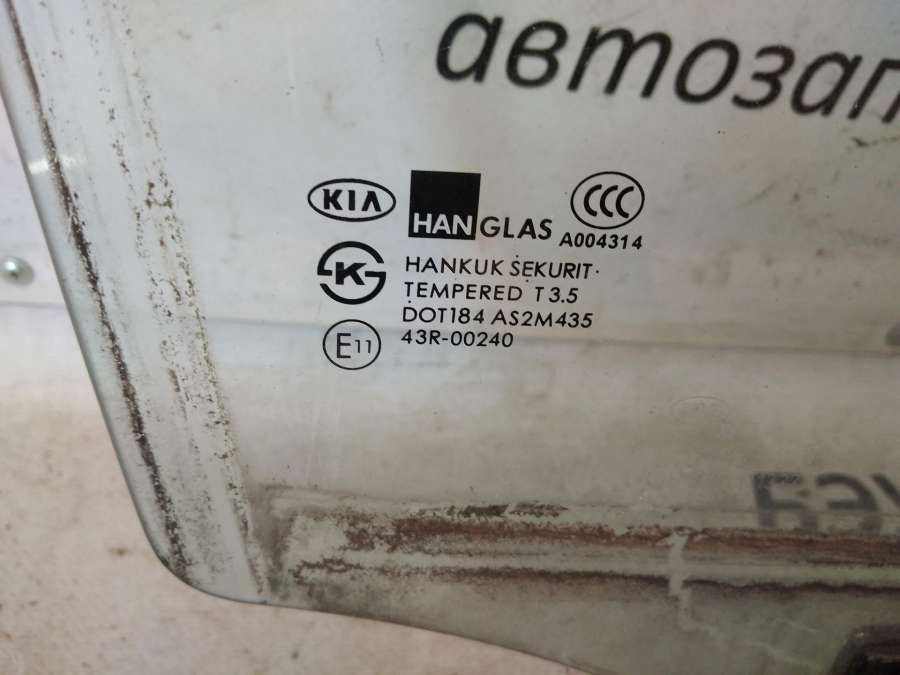 автозап
KIA
HANGLAS
CCC
A004314
K
HANKUK SEKURIT
TEMPERED T3.5
DOT184 AS2M435
E11
43R-00240